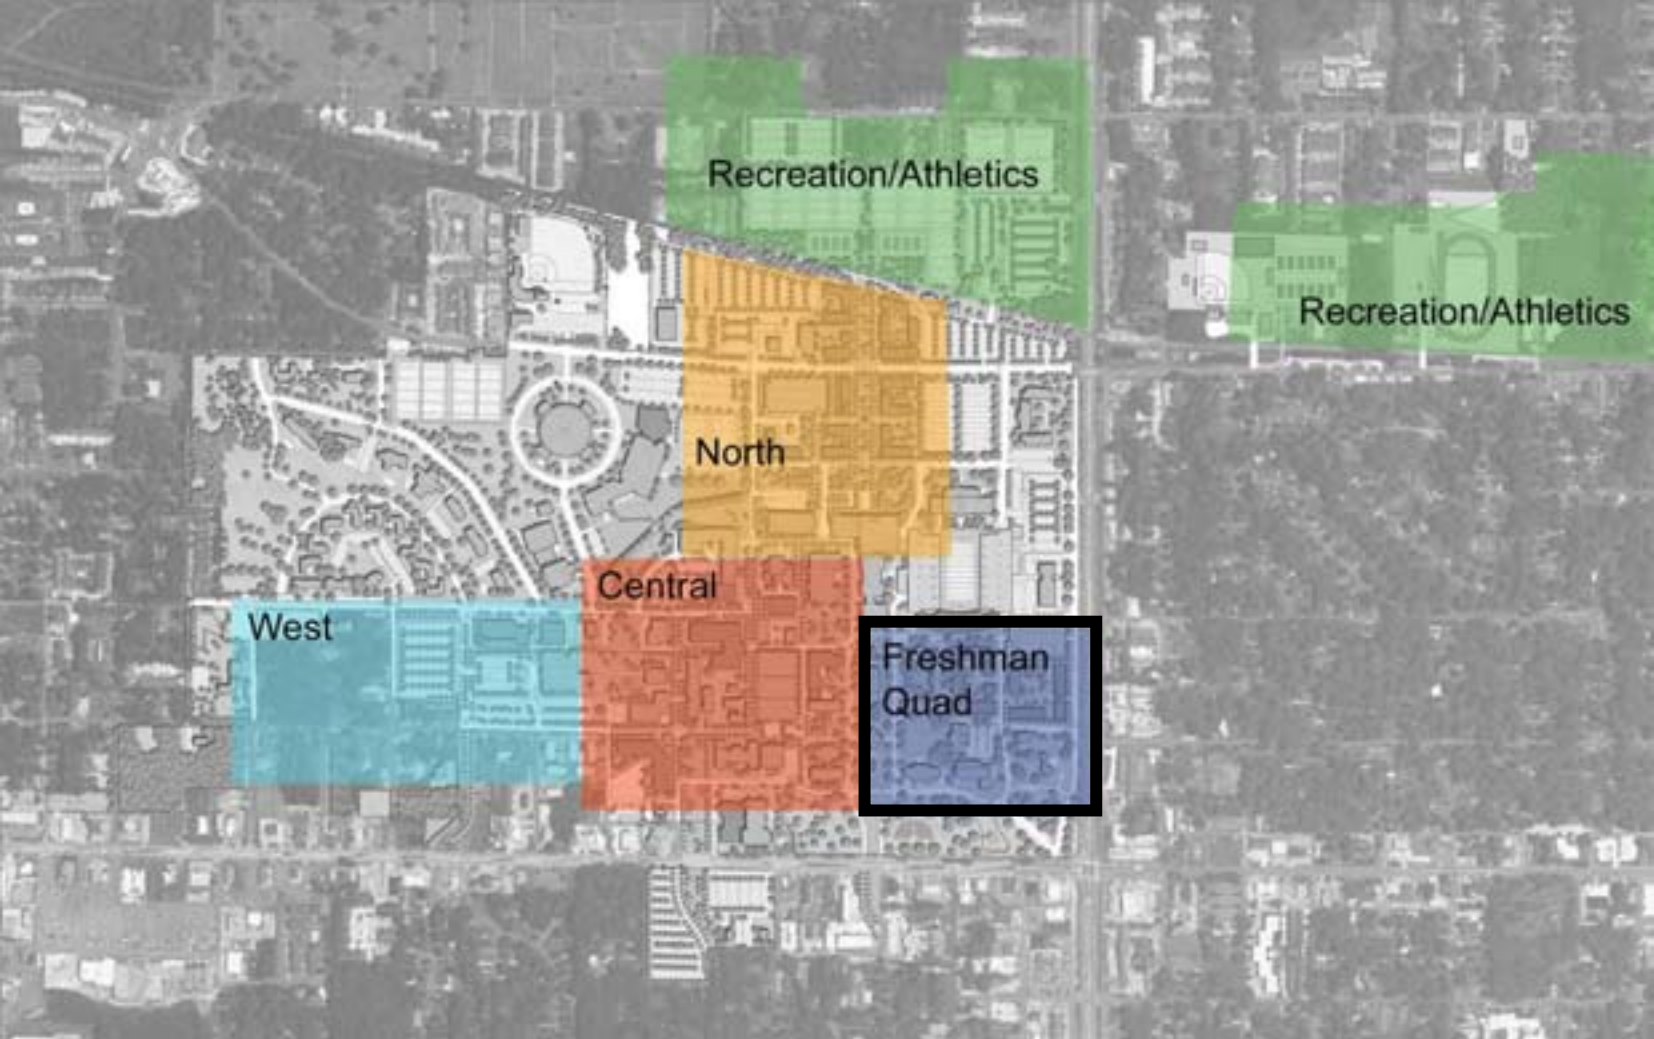 Recreation/Athletics
Recreation/Athletics
North
Central
West
Freshman
Quad